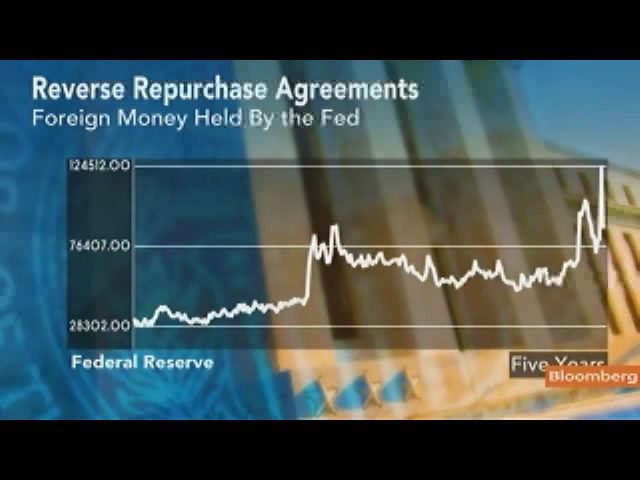 Reverse Repurchase Agreements
Foreign Money Held By the Fed
124512.00
76407.00
28302.00
Federal Reserve
Five Years
Bloomberg